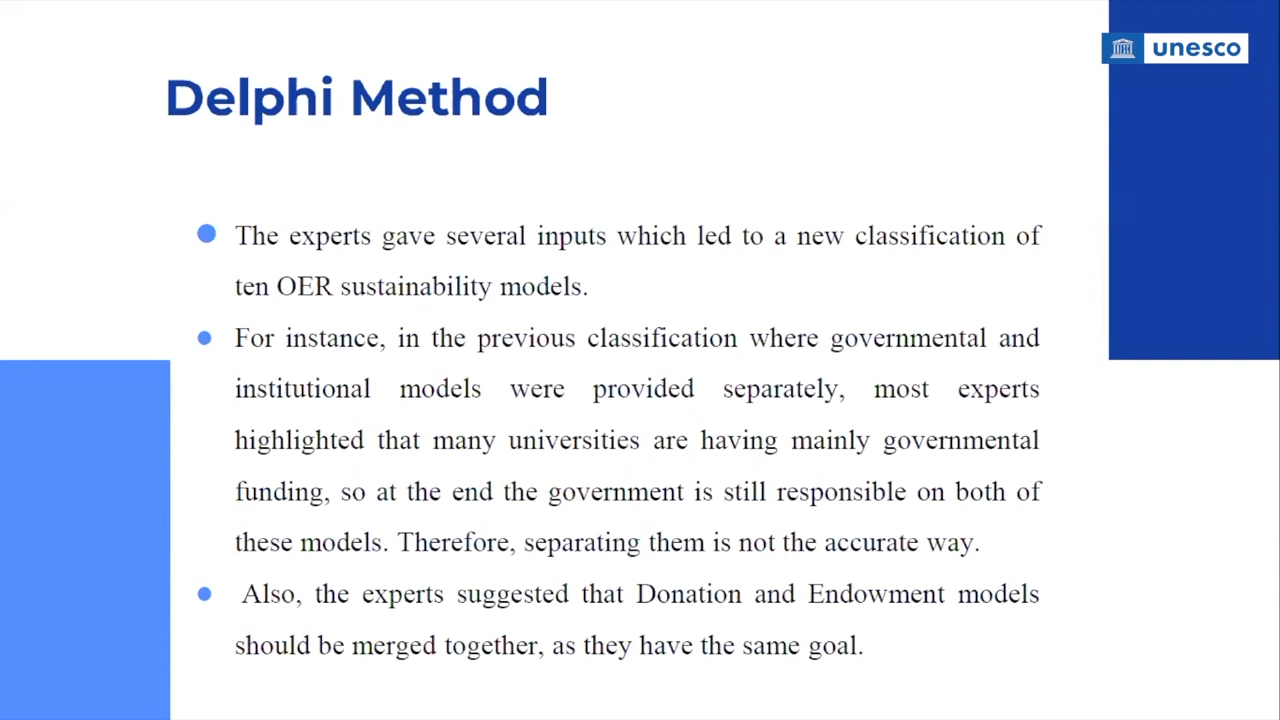 unesco
Delphi Method
The experts gave several inputs which led to a new classification of
ten OER sustainability models.
For instance, in the previous classification where governmental and
institutional models were provided separately, most experts
highlighted that many universities are having mainly governmental
funding, so at the end the government is still responsible on both of
these models. Therefore, separating them is not the accurate way.
Also, the experts suggested that Donation and Endowment models
should be merged together, as they have the same goal.